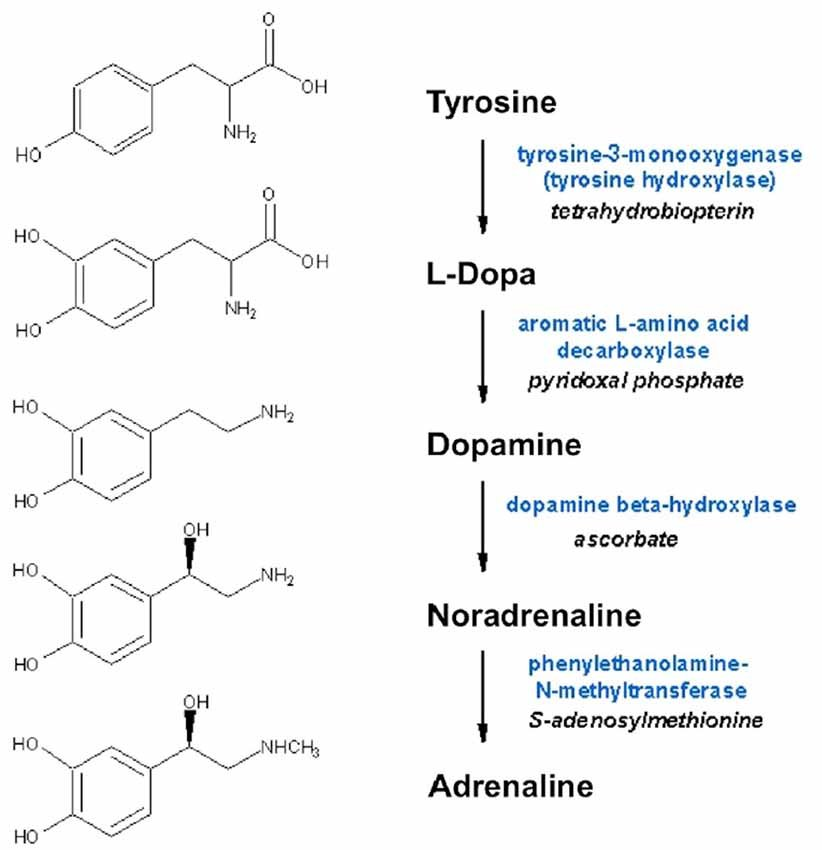 O
OH
NH2
HO
Tyrosine
tyrosine-3-monooxygenase
(tyrosine hydroxylase)
tetrahydrobiopterin
O
HO
OH
HO
NH2
L-Dopa
aromatic L-amino acid
decarboxylase
pyridoxal phosphate
HO
NH2
HO
Dopamine
dopamine beta-hydroxylase
ascorbate
OH
HO
NH2
HO
Noradrenaline
phenylethanolamine-
N-methyltransferase
S-adenosylmethionine
OH
HO
NHCH3
HO
Adrenaline